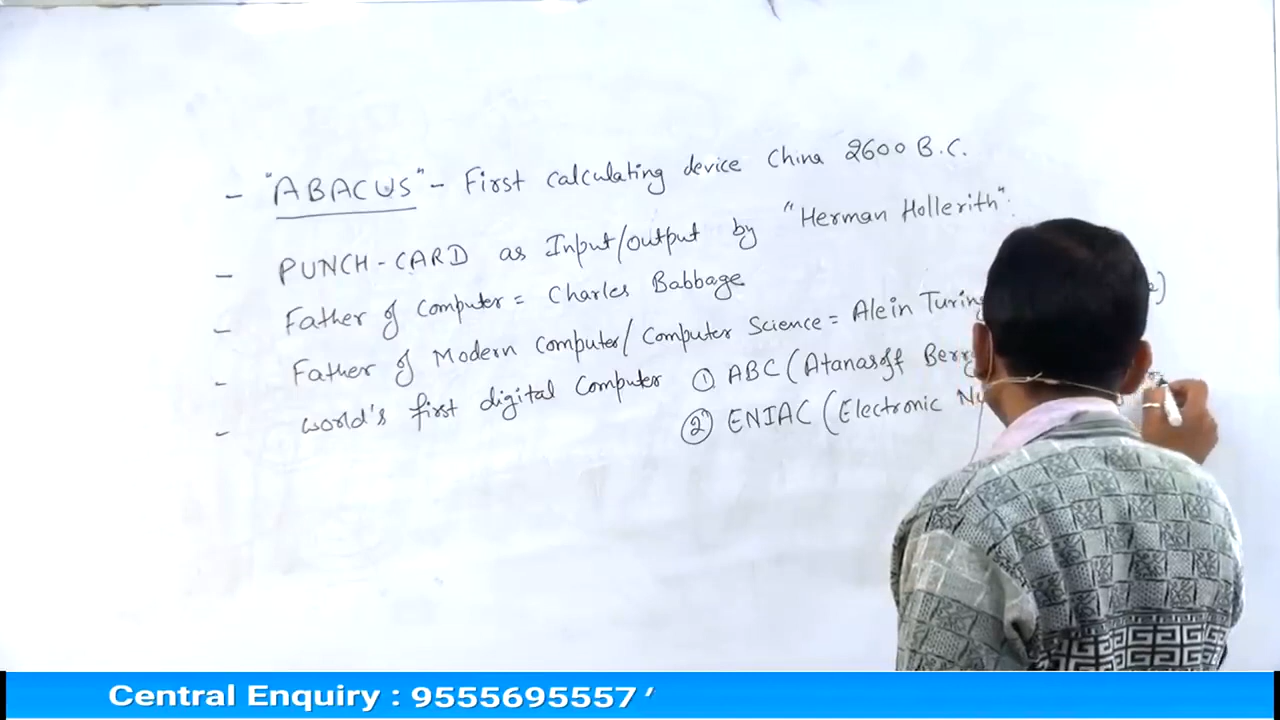 - "ABACUS" - First calculating device China 2600 B.C.
- PUNCH-CARD as Input/output by "Herman Hollerith".
- Father of Computer = Charles Babbage
- Father of Modern Computer/Computer Science = Alein Turing
- world's first digital Computer ① ABC (Atanasoff Berry
② ENIAC (Electronic
Central Enquiry : 9555695557